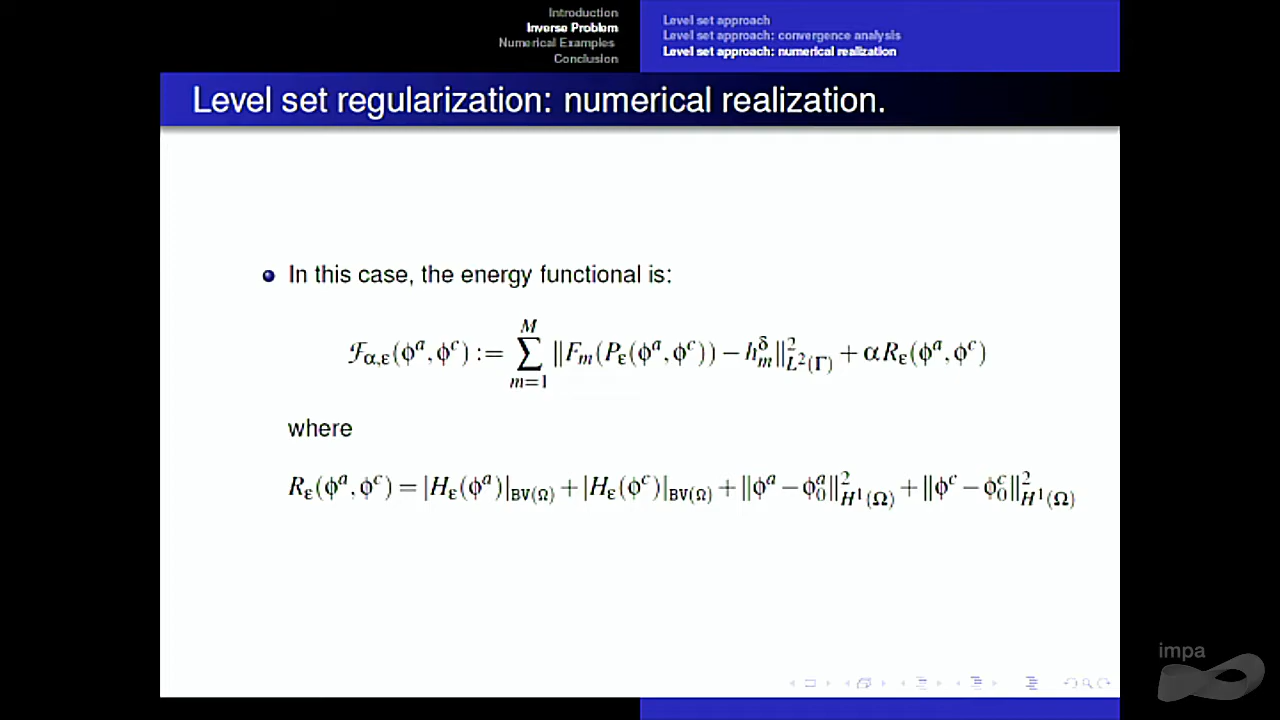 Introduction
Inverse Problem
Numerical Examples
Conclusion
Level set approach
Level set approach: convergence analysis
Level set approach: numerical realization
Level set regularization: numerical realization.
In this case, the energy functional is:
ℱ_{α,ε}(ϕ^a, ϕ^c) := ∑_{m=1}^{M} ‖F_m(P_ε(ϕ^a, ϕ^c)) − h_m^δ‖²_{L²(Γ)} + αR_ε(ϕ^a, ϕ^c)
where
R_ε(ϕ^a, ϕ^c) = |H_ε(ϕ^a)|_{BV(Ω)} + |H_ε(ϕ^c)|_{BV(Ω)} + ‖ϕ^a − ϕ_0^a‖²_{H¹(Ω)} + ‖ϕ^c − ϕ_0^c‖²_{H¹(Ω)}
impa